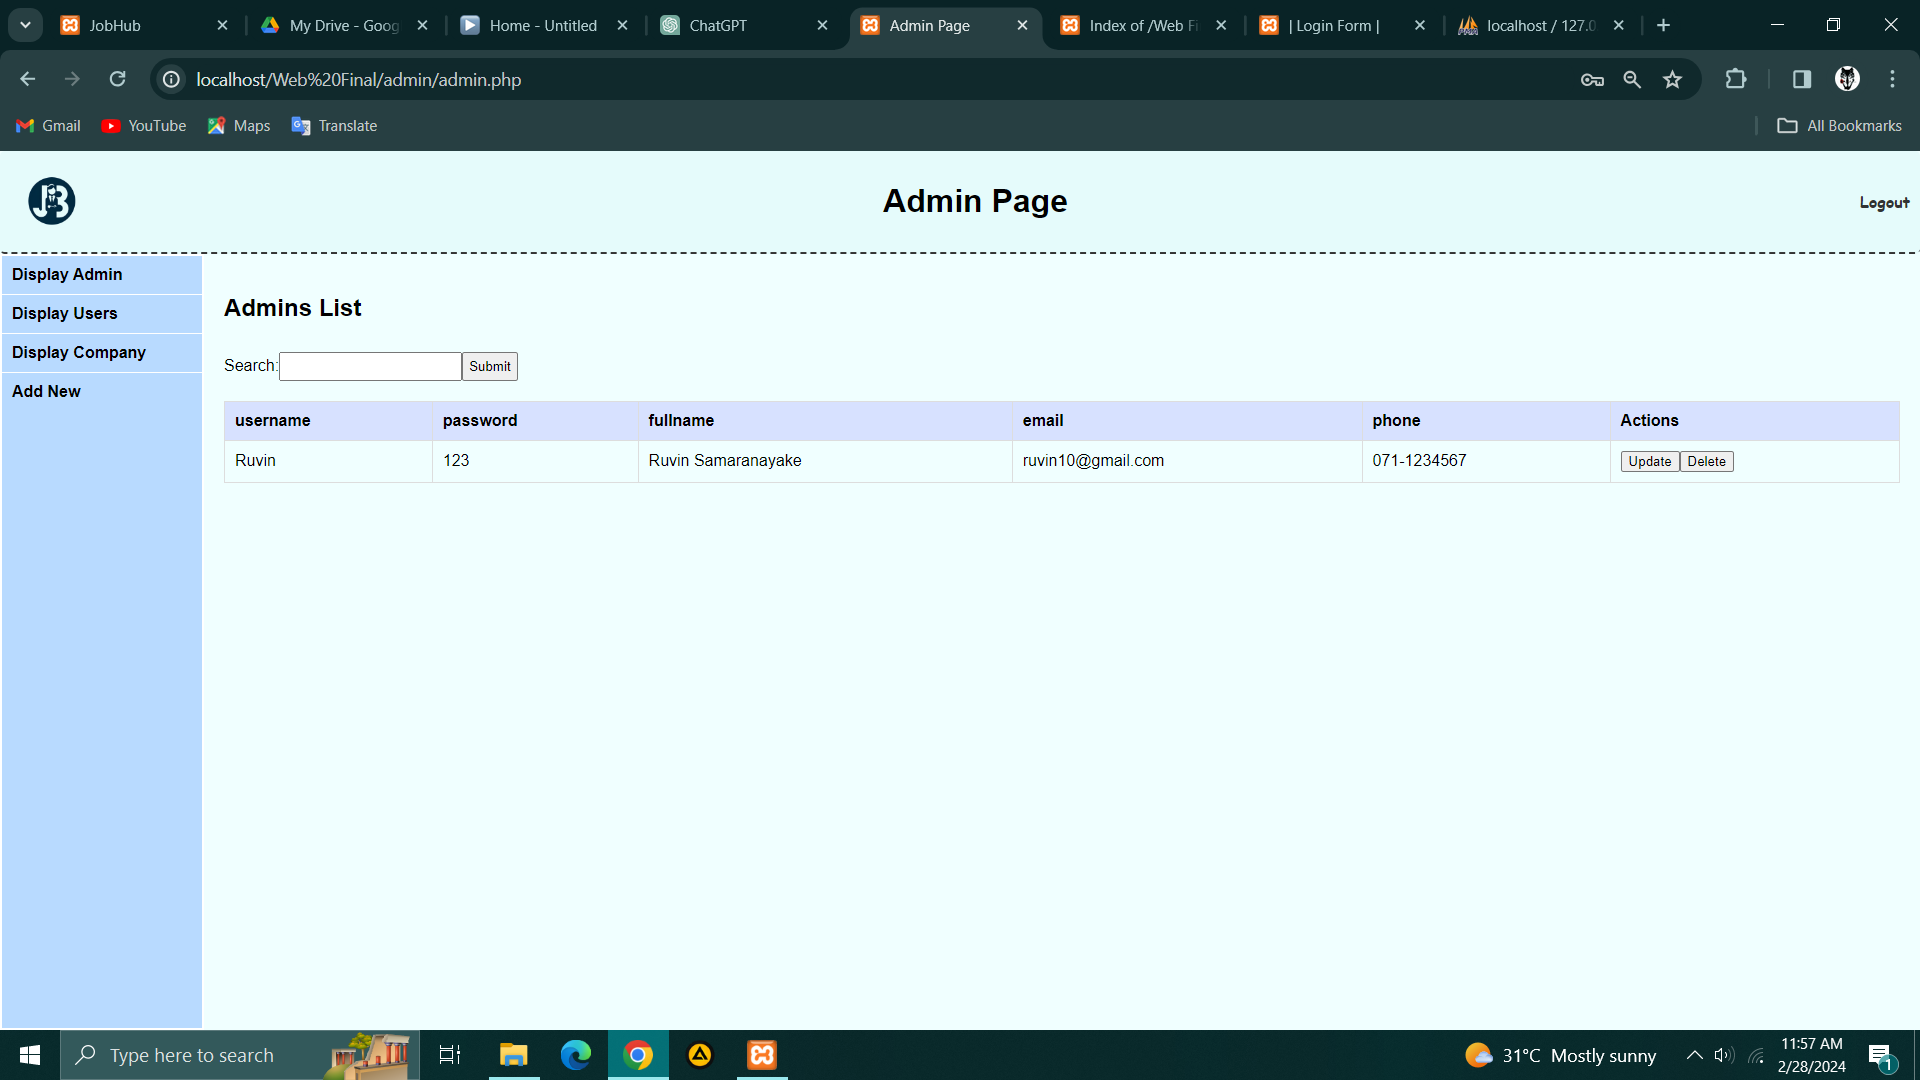 JobHub
My Drive - Goog
Home - Untitled
ChatGPT
Admin Page
Index of /Web Fi
| Login Form |
localhost / 127.0
localhost/Web%20Final/admin/admin.php
Gmail
YouTube
Maps
Translate
All Bookmarks
JB
Admin Page
Logout
Display Admin
Display Users
Display Company
Add New
Admins List
Search:
Submit
username password fullname email phone Actions
Ruvin 123 Ruvin Samaranayake ruvin10@gmail.com 071-1234567 Update Delete
Type here to search
31°C Mostly sunny
11:57 AM
2/28/2024
1